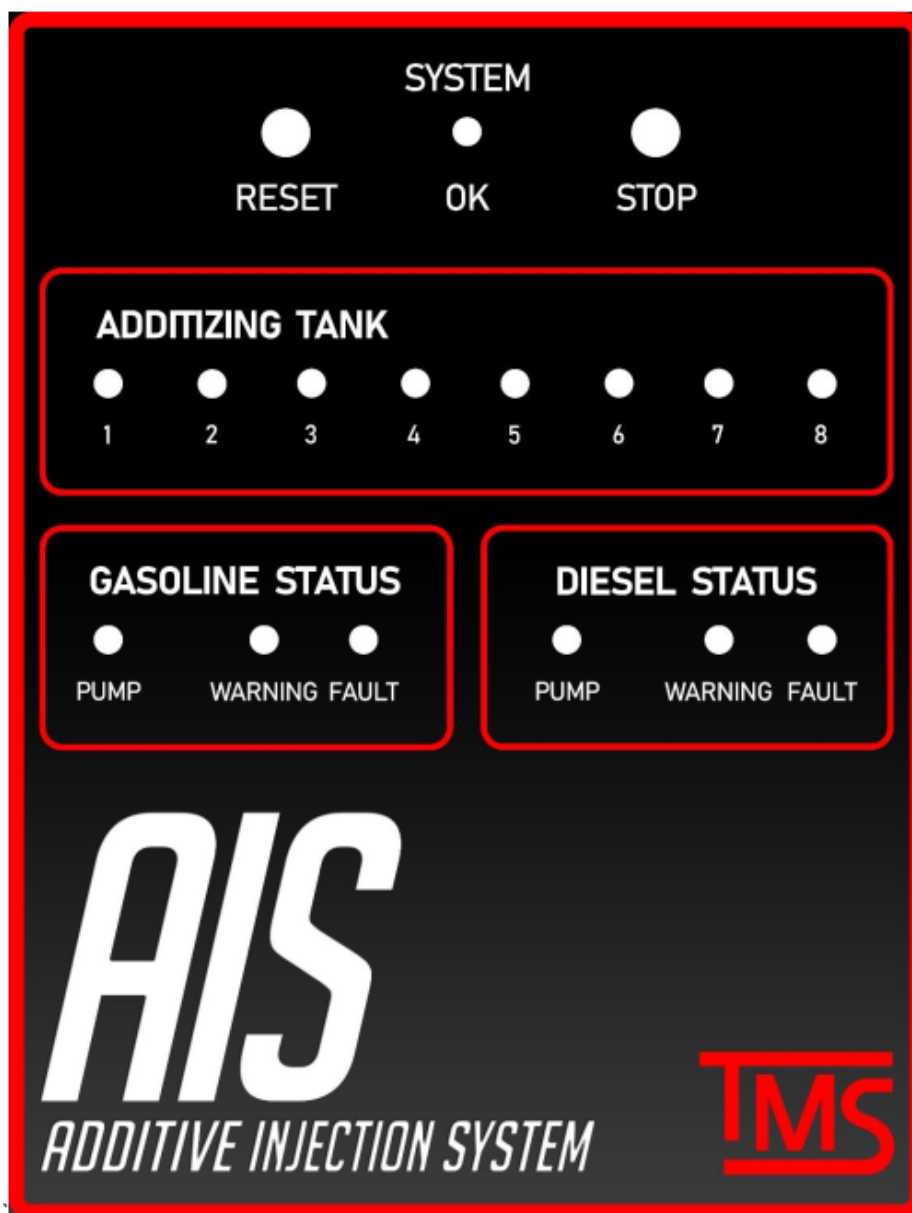 SYSTEM
RESET OK STOP
ADDITIZING TANK
1 2 3 4 5 6 7 8
GASOLINE STATUS
PUMP WARNING FAULT
DIESEL STATUS
PUMP WARNING FAULT
AIS
ADDITIVE INJECTION SYSTEM
TMS